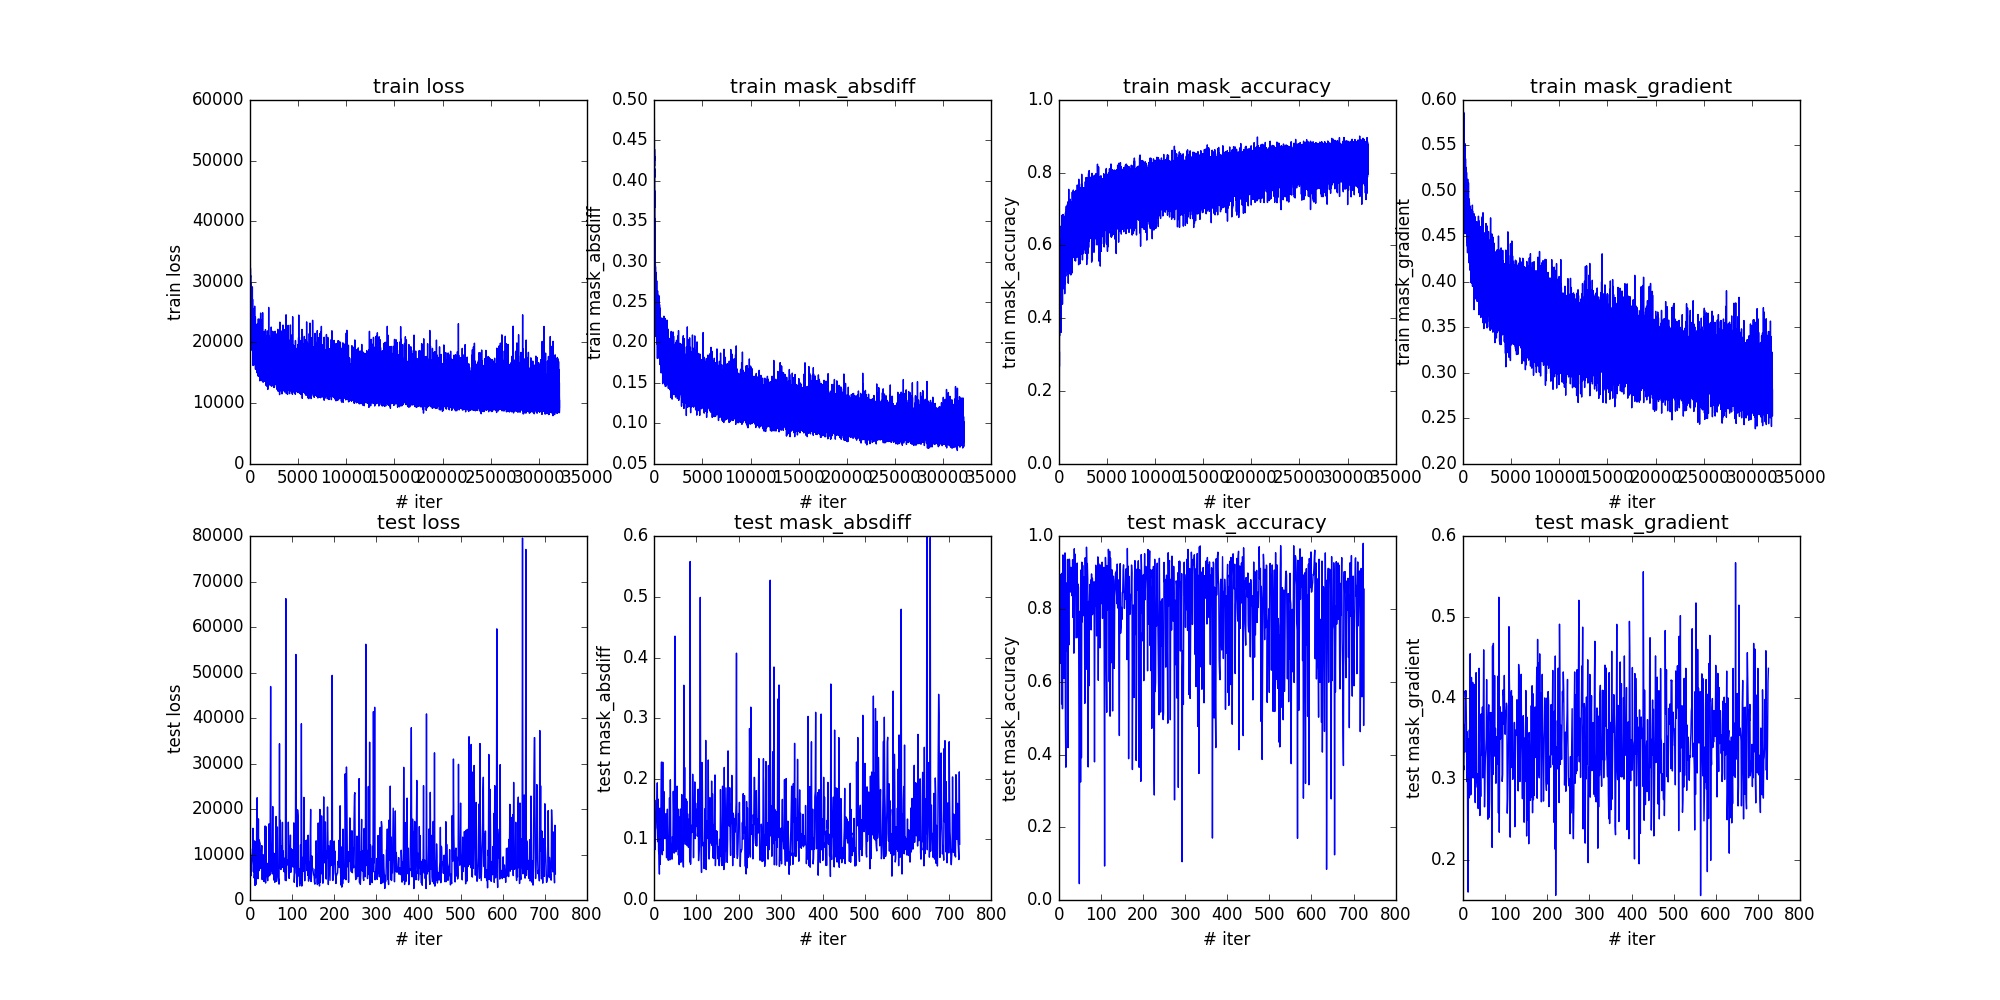 train loss
train mask_absdiff
train mask_accuracy
train mask_gradient
60000
50000
40000
30000
20000
10000
0
train loss
0 5000 10000 15000 20000 25000 30000 35000
# iter
0.50
0.45
0.40
0.35
0.30
0.25
0.20
0.15
0.10
0.05
train mask_absdiff
0 5000 10000 15000 20000 25000 30000 35000
# iter
1.0
0.8
0.6
0.4
0.2
0.0
train mask_accuracy
0 5000 10000 15000 20000 25000 30000 35000
# iter
0.60
0.55
0.50
0.45
0.40
0.35
0.30
0.25
0.20
train mask_gradient
0 5000 10000 15000 20000 25000 30000 35000
# iter
test loss
test mask_absdiff
test mask_accuracy
test mask_gradient
80000
70000
60000
50000
40000
30000
20000
10000
0
test loss
0 100 200 300 400 500 600 700 800
# iter
0.6
0.5
0.4
0.3
0.2
0.1
0.0
test mask_absdiff
0 100 200 300 400 500 600 700 800
# iter
1.0
0.8
0.6
0.4
0.2
0.0
test mask_accuracy
0 100 200 300 400 500 600 700 800
# iter
0.6
0.5
0.4
0.3
0.2
test mask_gradient
0 100 200 300 400 500 600 700 800
# iter